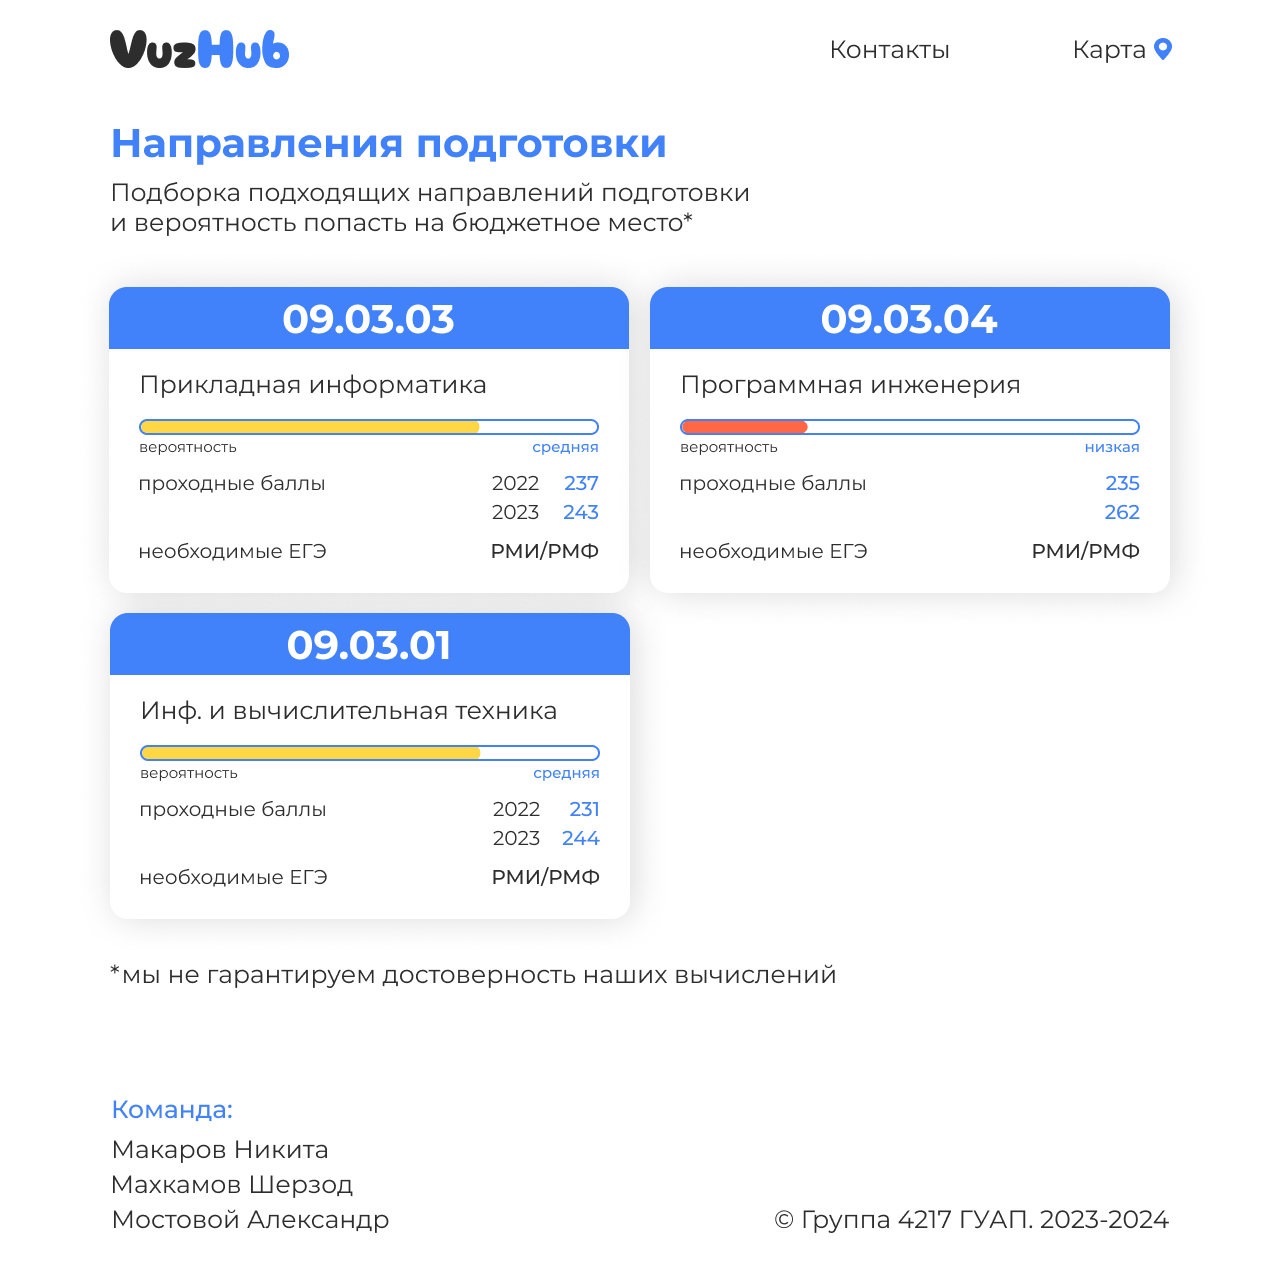 VuzHub
Контакты
Карта
Направления подготовки
Подборка подходящих направлений подготовки
и вероятность попасть на бюджетное место*
09.03.03
Прикладная информатика
вероятность средняя
проходные баллы 2022 237
2023 243
необходимые ЕГЭ РМИ/РМФ
09.03.04
Программная инженерия
вероятность низкая
проходные баллы 235
262
необходимые ЕГЭ РМИ/РМФ
09.03.01
Инф. и вычислительная техника
вероятность средняя
проходные баллы 2022 231
2023 244
необходимые ЕГЭ РМИ/РМФ
*мы не гарантируем достоверность наших вычислений
Команда:
Макаров Никита
Махкамов Шерзод
Мостовой Александр
© Группа 4217 ГУАП. 2023-2024